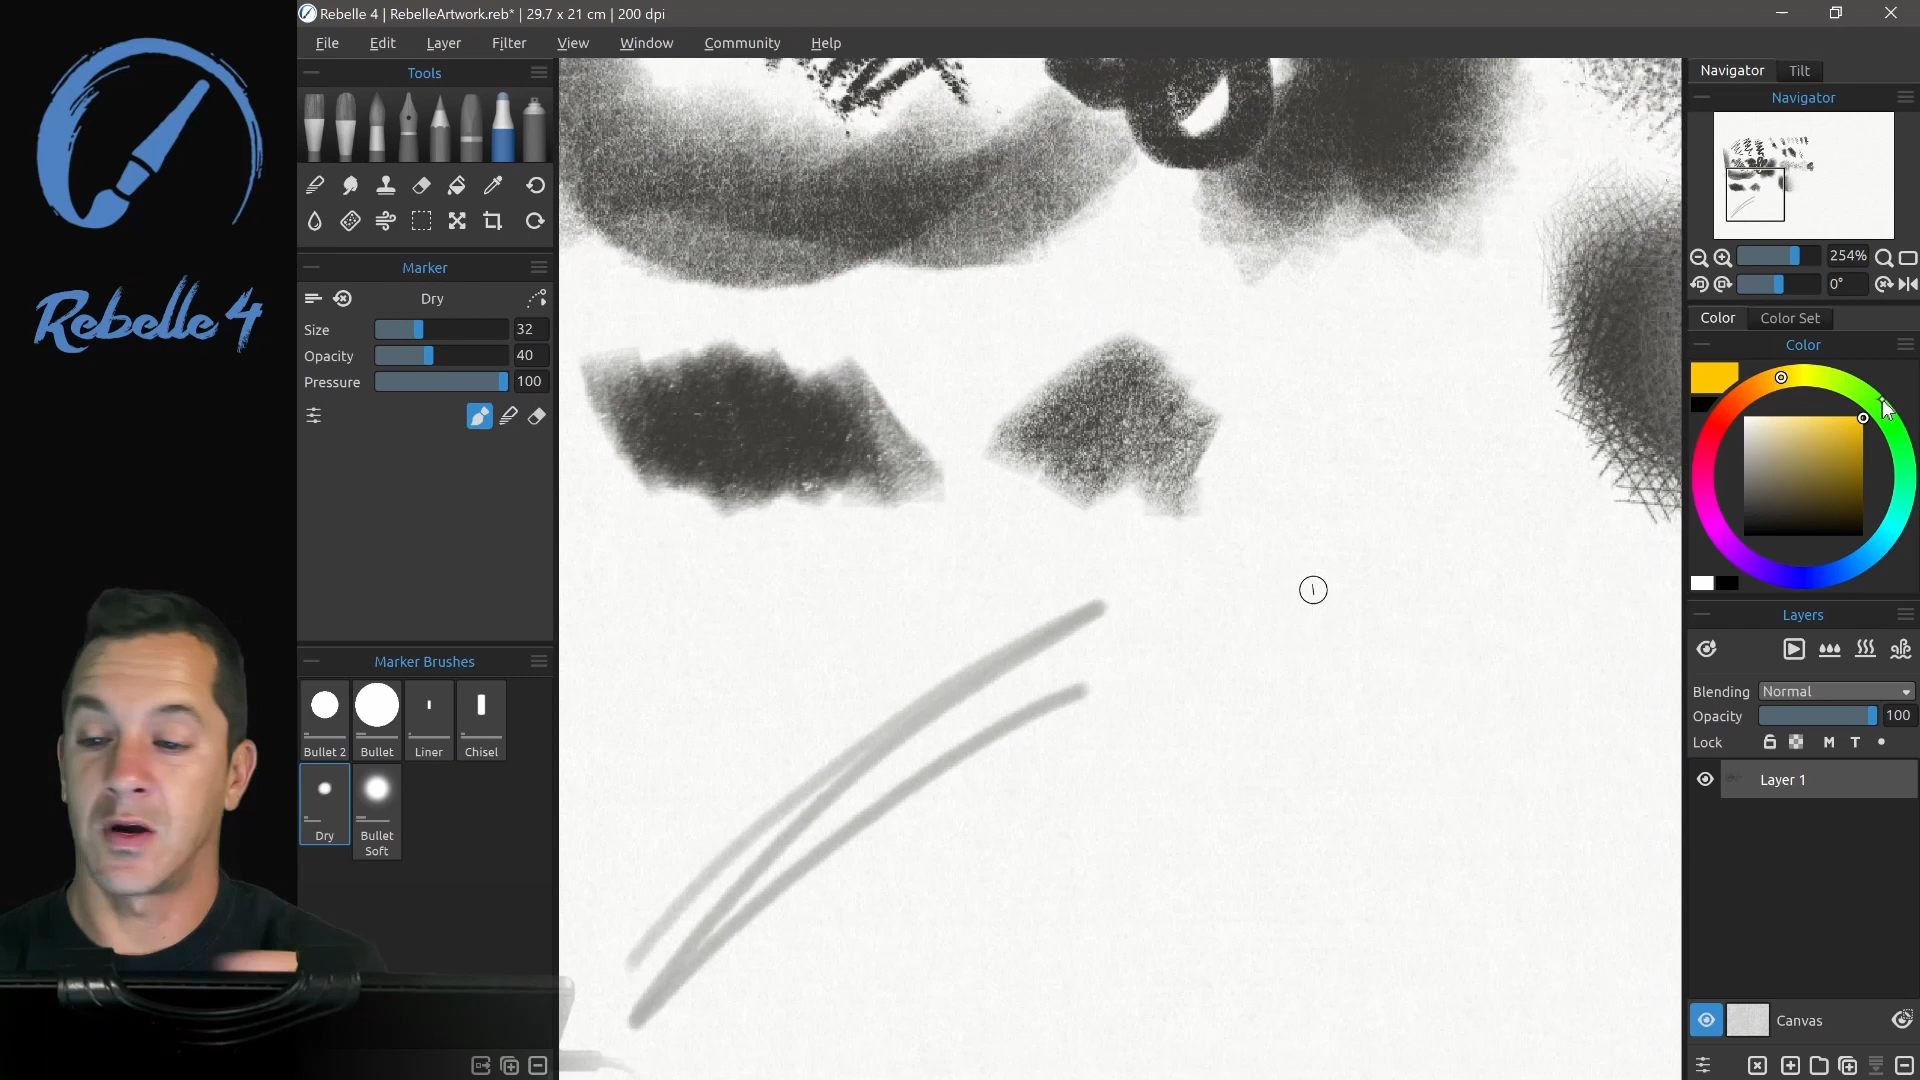 Rebelle 4 | RebelleArtwork.reb* | 29.7 x 21 cm | 200 dpi
File Edit Layer Filter View Window Community Help
Tools
Marker
Dry
Size 32
Opacity 40
Pressure 100
Marker Brushes
Bullet 2 Bullet Liner Chisel
Dry Bullet Soft
Rebelle 4
Navigator Tilt
Navigator
254%
0°
Color Color Set
Color
Layers
Blending Normal
Opacity 100
Lock M T
Layer 1
Canvas